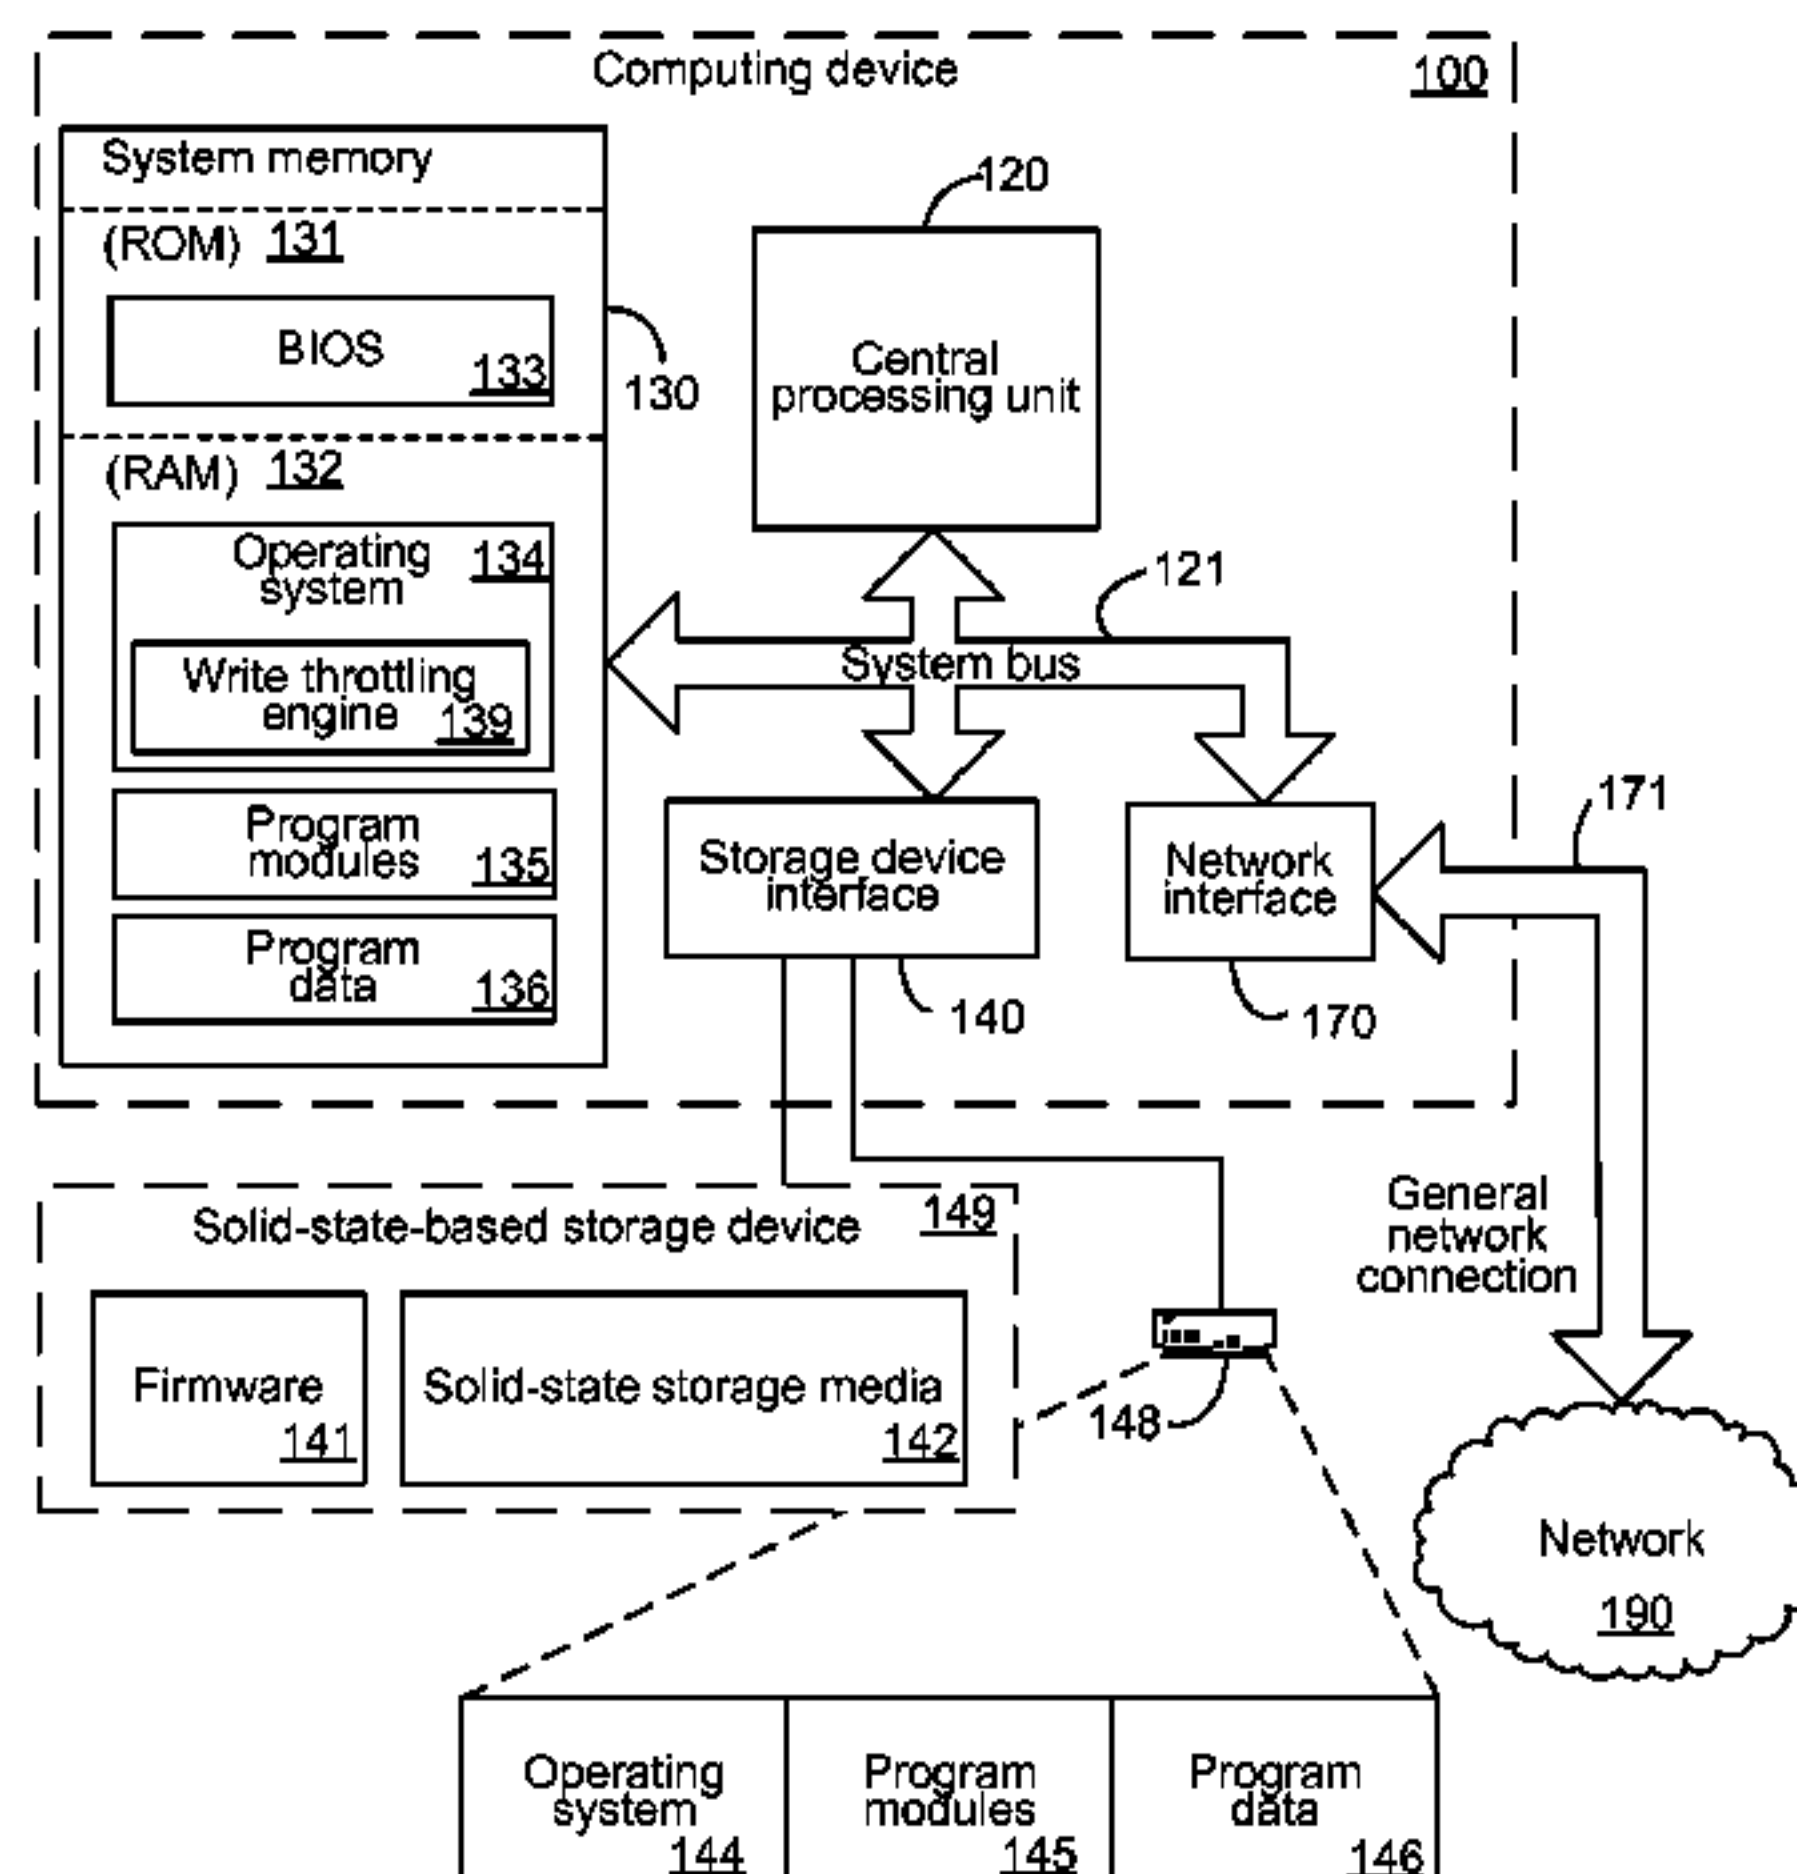 Computing device
100
System memory
(ROM) 131
BIOS
133
130
(RAM) 132
Operating
system
134
Write throttling
engine
139
Program
modules
135
Program
data
136
120
Central
processing unit
121
System bus
Storage device
interface
140
Network
interface
170
171
General
network
connection
Solid-state-based storage device
149
Firmware
141
Solid-state storage media
142
148
Network
190
Operating
system
144
Program
modules
145
Program
data
146